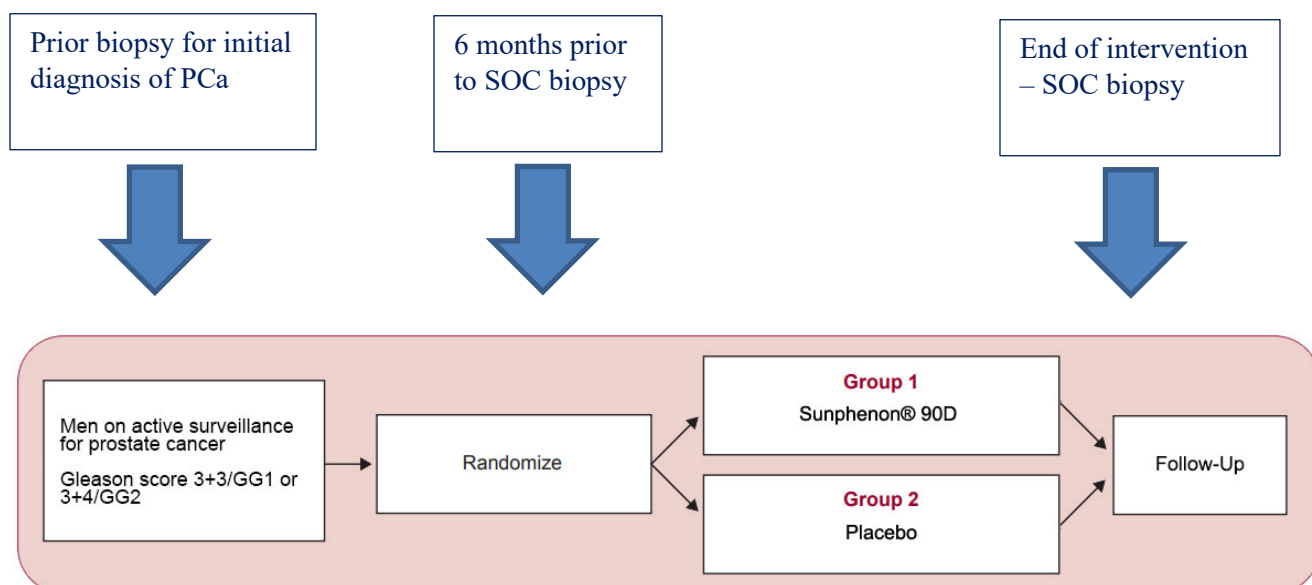 Prior biopsy for initial
diagnosis of PCa
6 months prior
to SOC biopsy
End of intervention
– SOC biopsy
Men on active surveillance
for prostate cancer
Gleason score 3+3/GG1 or
3+4/GG2
Randomize
Group 1
Sunphenon® 90D
Group 2
Placebo
Follow-Up